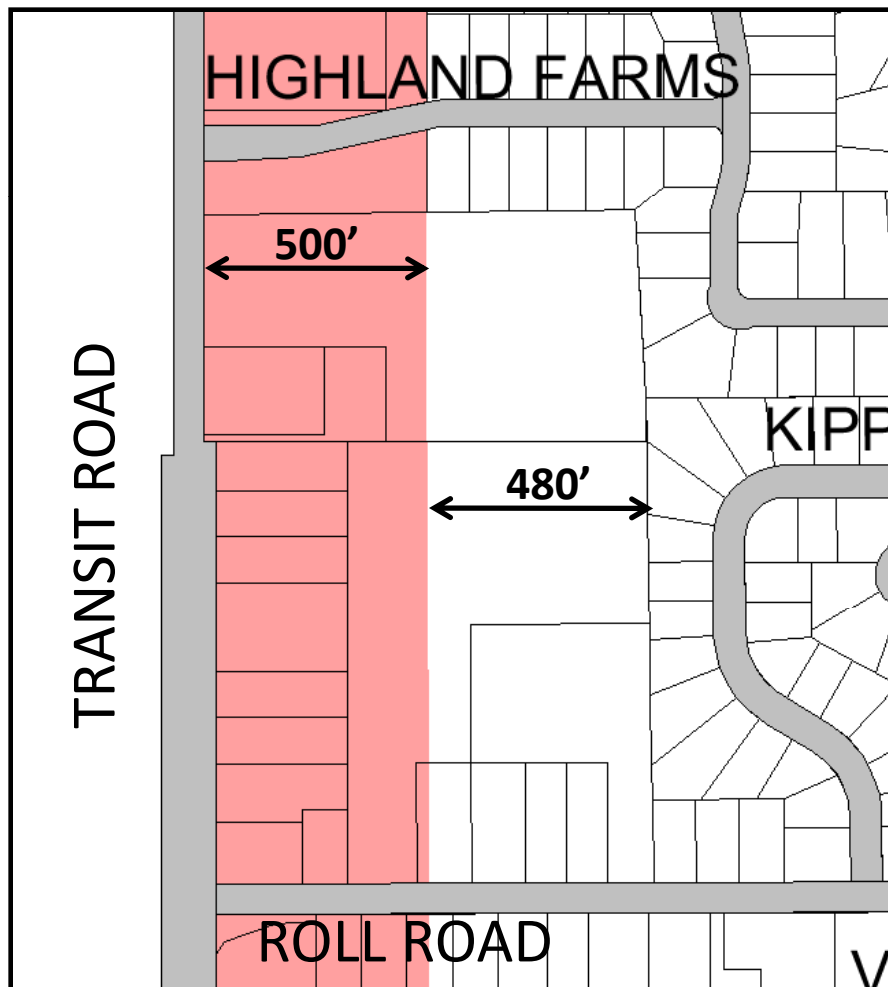 HIGHLAND FARMS
500’
KIPP
480’
TRANSIT ROAD
ROLL ROAD
V